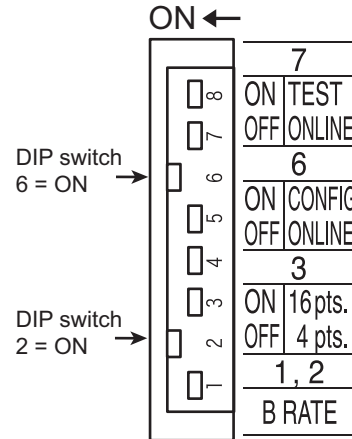 ON
8
7
6
5
4
3
2
1
DIP switch
6 = ON
DIP switch
2 = ON
7
ON TEST
OFF ONLINE
6
ON CONFIG
OFF ONLINE
3
ON 16 pts.
OFF 4 pts.
1 , 2
B RATE